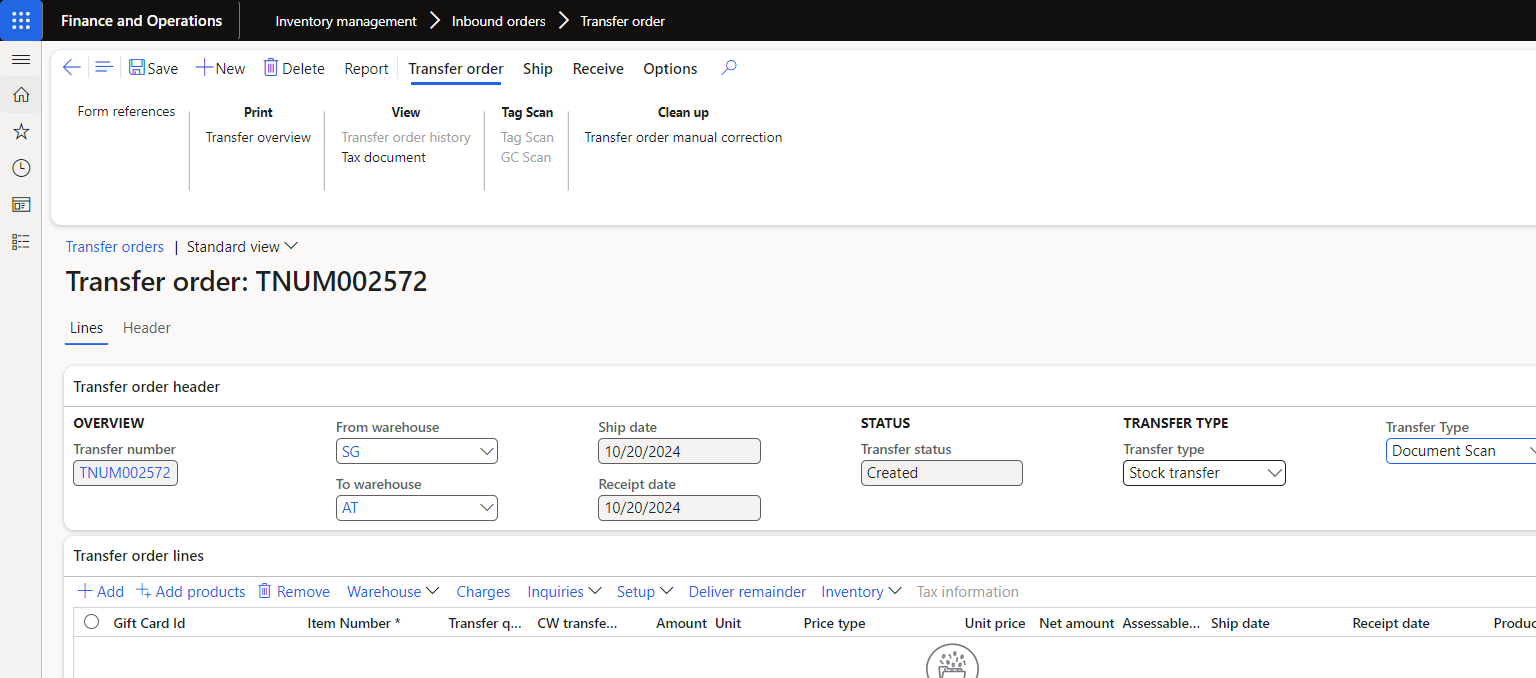 Finance and Operations Inventory management Inbound orders Transfer order
Save New Delete Report Transfer order Ship Receive Options
Form references Print View Tag Scan Clean up
Transfer overview Transfer order history Tag Scan Transfer order manual correction
Tax document GC Scan
Transfer orders | Standard view
Transfer order: TNUM002572
Lines Header
Transfer order header
OVERVIEW From warehouse Ship date STATUS TRANSFER TYPE Transfer Type
Transfer number SG 10/20/2024 Transfer status Transfer type Document Scan
TNUM002572 To warehouse Receipt date Created Stock transfer
AT 10/20/2024
Transfer order lines
Add Add products Remove Warehouse Charges Inquiries Setup Deliver remainder Inventory Tax information
Gift Card Id Item Number * Transfer q... CW transfe... Amount Unit Price type Unit price Net amount Assessable... Ship date Receipt date Produc